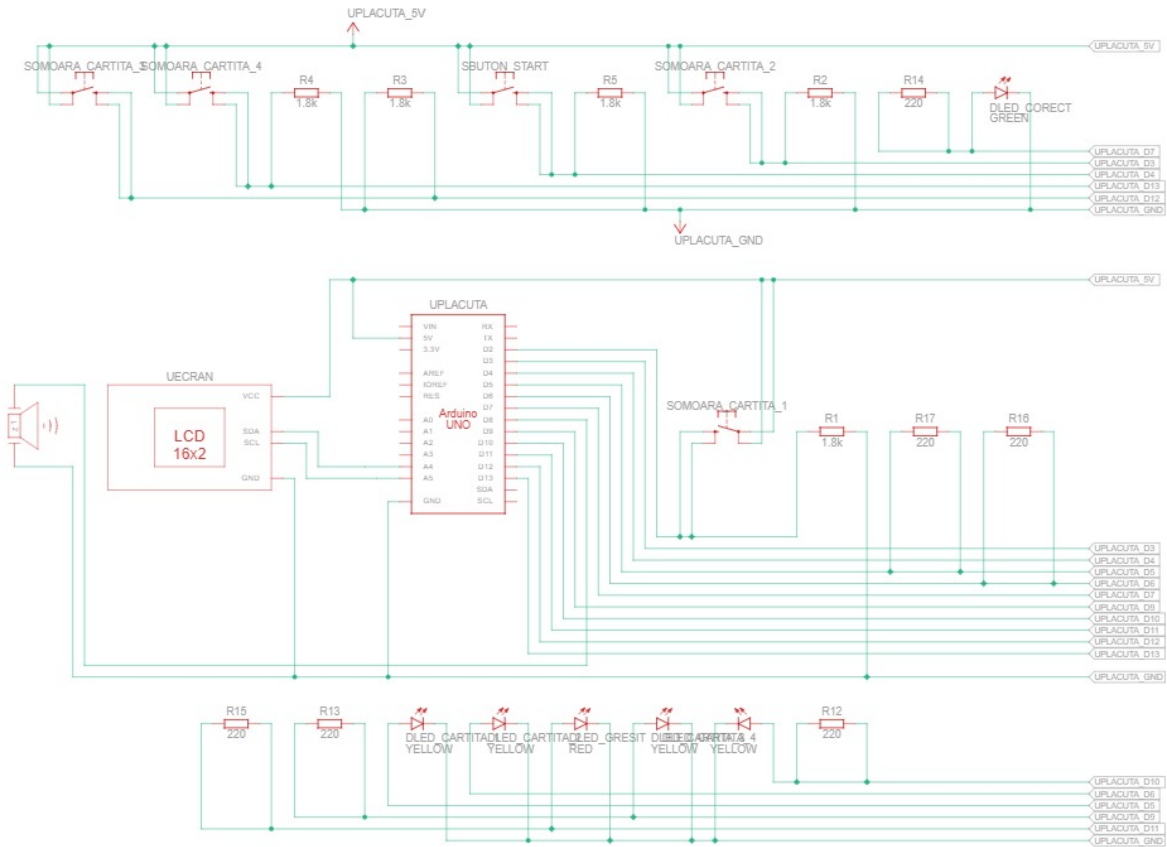 UPLACUTA_5V
UPLACUTA_5V
SOMOARA_CARTITA_3
SOMOARA_CARTITA_4
SBUTON_START
SOMOARA_CARTITA_2
R4
1.8k
R3
1.8k
R5
1.8k
R2
1.8k
R14
220
DLED_CORECT
GREEN
UPLACUTA_D7
UPLACUTA_D3
UPLACUTA_D4
UPLACUTA_D13
UPLACUTA_D12
UPLACUTA_GND
UPLACUTA_GND
UPLACUTA_5V
UPLACUTA
VIN
5V
3.3V
AREF
IOREF
RES
A0
A1
A2
A3
A4
A5
GND
Arduino
UNO
RX
TX
D2
D3
D4
D5
D6
D7
D8
D9
D10
D11
D12
D13
SDA
SCL
UECRAN
LCD
16x2
VCC
SDA
SCL
GND
SOMOARA_CARTITA_1
R1
1.8k
R17
220
R16
220
UPLACUTA_D3
UPLACUTA_D4
UPLACUTA_D5
UPLACUTA_D6
UPLACUTA_D7
UPLACUTA_D9
UPLACUTA_D10
UPLACUTA_D11
UPLACUTA_D12
UPLACUTA_D13
UPLACUTA_GND
R15
220
R13
220
YELLOW
YELLOW
RED
YELLOW
YELLOW
R12
220
UPLACUTA_D10
UPLACUTA_D6
UPLACUTA_D5
UPLACUTA_D9
UPLACUTA_D11
UPLACUTA_GND